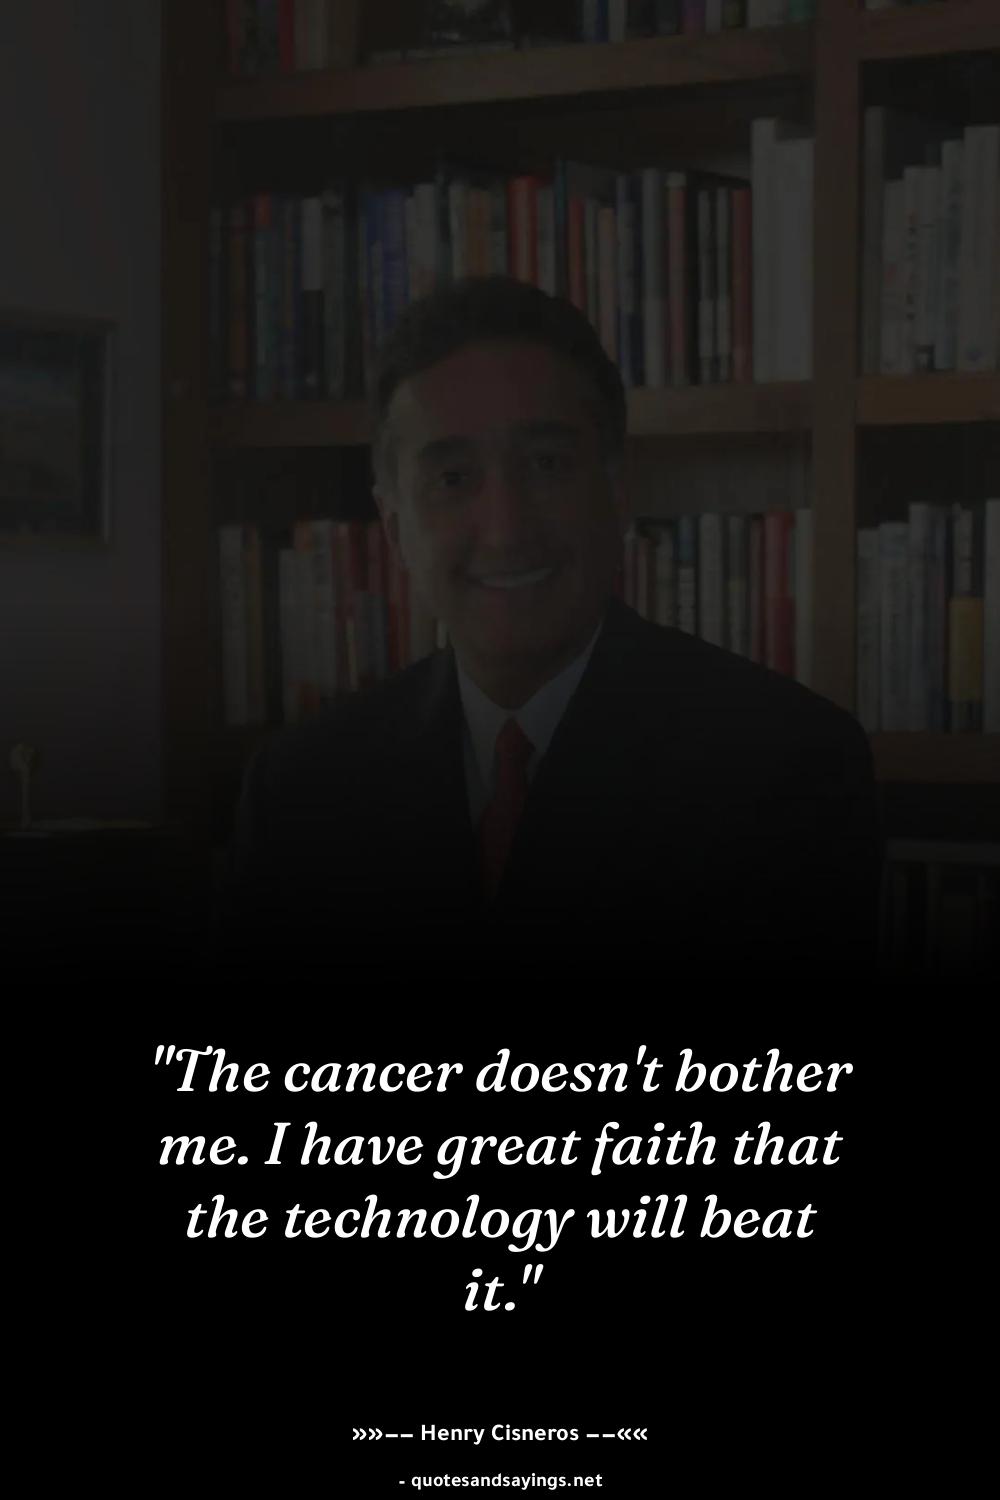 "The cancer doesn't bother
me. I have great faith that
the technology will beat
it."
»»−− Henry Cisneros −−««
- quotesandsayings.net